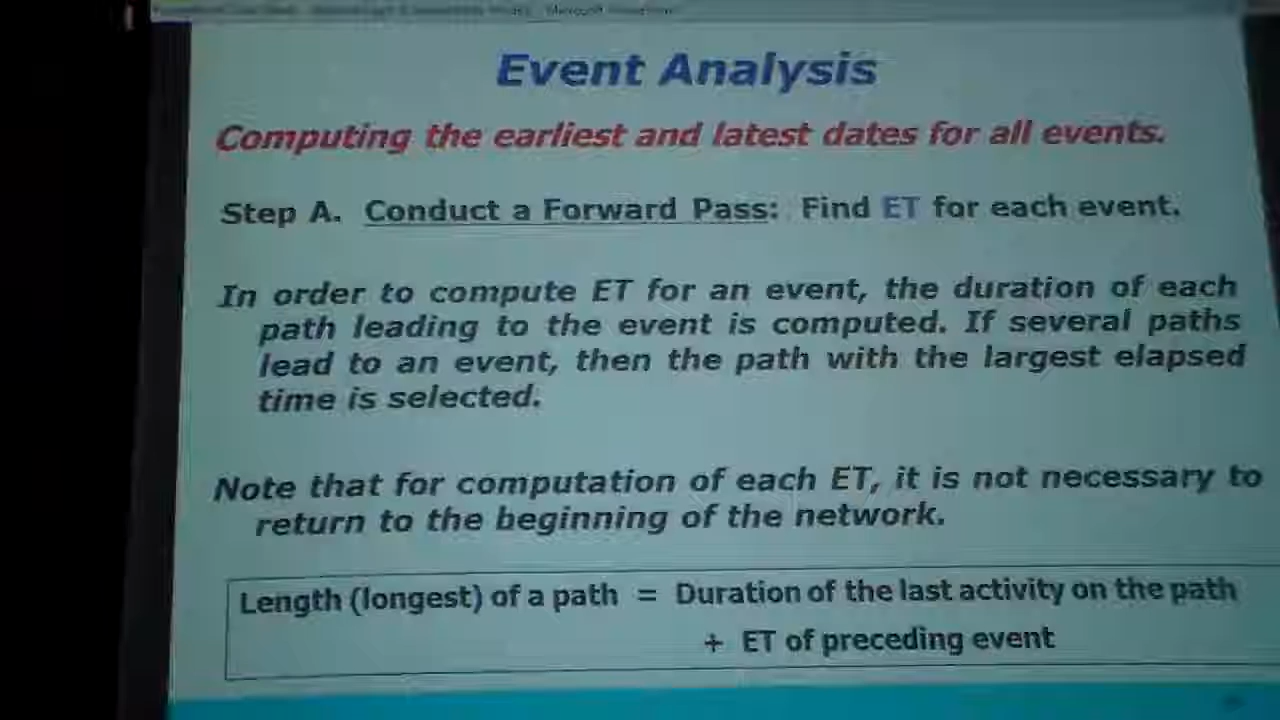 Event Analysis
Computing the earliest and latest dates for all events.
Step A. Conduct a Forward Pass: Find ET for each event.
In order to compute ET for an event, the duration of each
path leading to the event is computed. If several paths
lead to an event, then the path with the largest elapsed
time is selected.
Note that for computation of each ET, it is not necessary to
return to the beginning of the network.
Length (longest) of a path = Duration of the last activity on the path
+ ET of preceding event